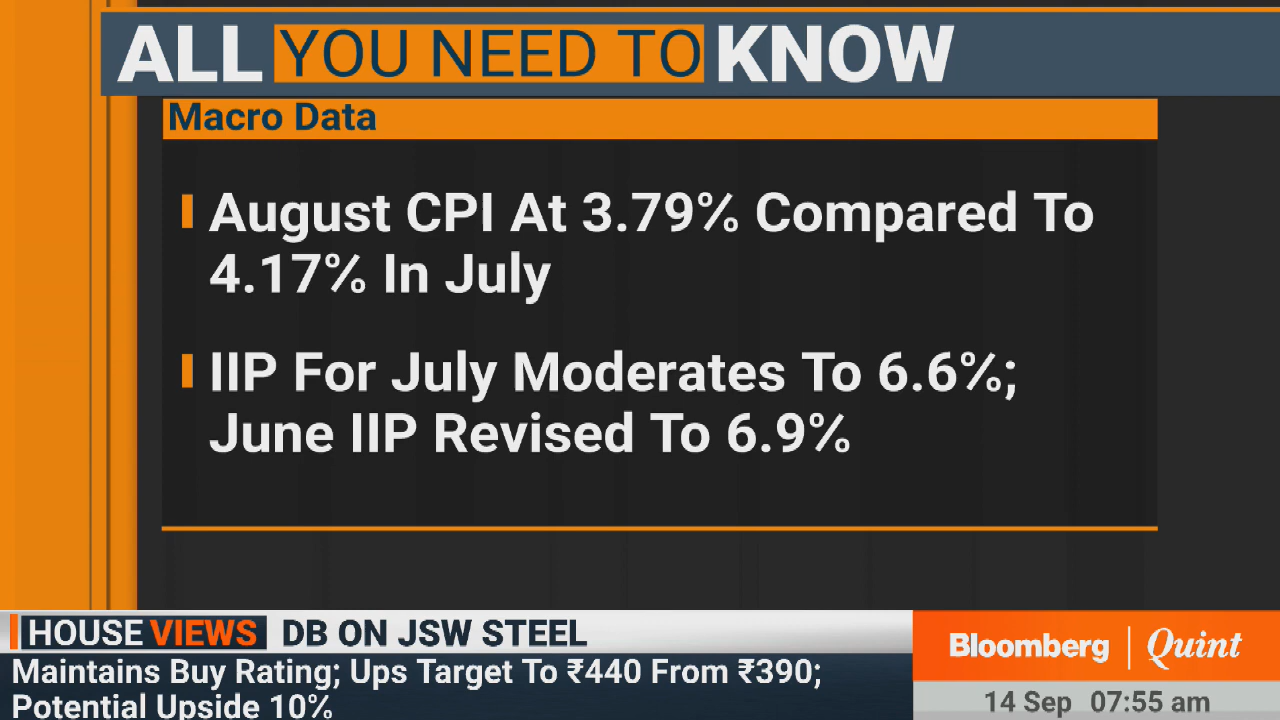 ALL YOU NEED TO KNOW
Macro Data
August CPI At 3.79% Compared To
4.17% In July
IIP For July Moderates To 6.6%;
June IIP Revised To 6.9%
HOUSE VIEWS DB ON JSW STEEL
Maintains Buy Rating; Ups Target To ₹440 From ₹390;
Potential Upside 10%
Bloomberg | Quint
14 Sep 07:55 am